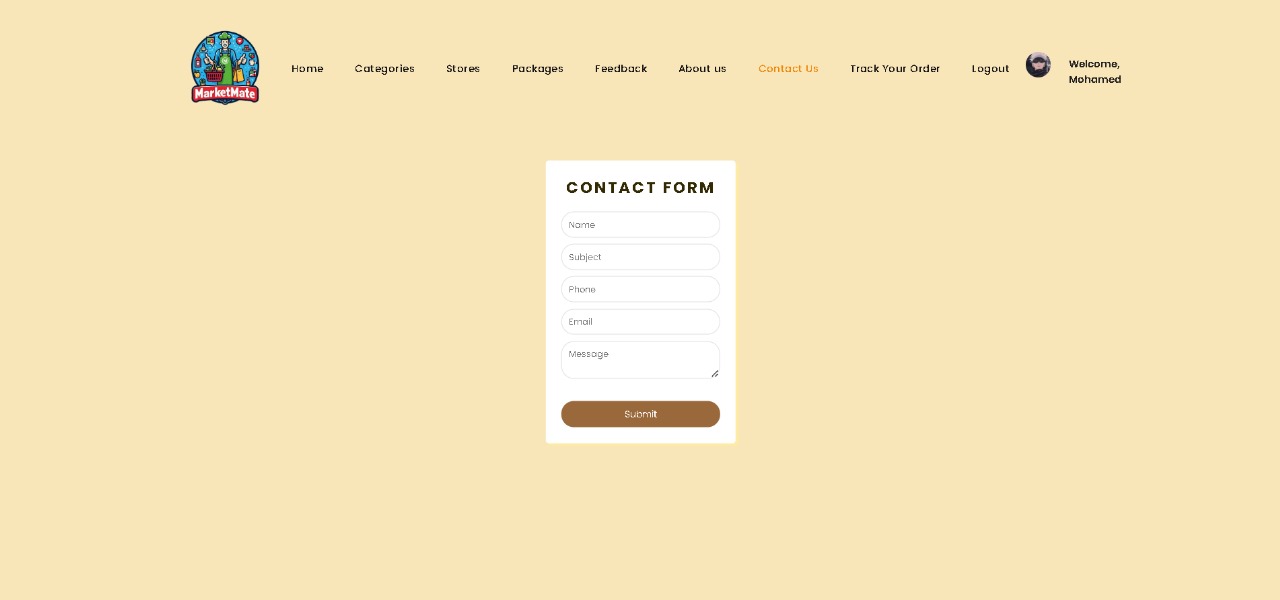 MarketMate
Home Categories Stores Packages Feedback About us Contact Us Track Your Order Logout Welcome,
Mohamed
CONTACT FORM
Name
Subject
Phone
Email
Message
Submit